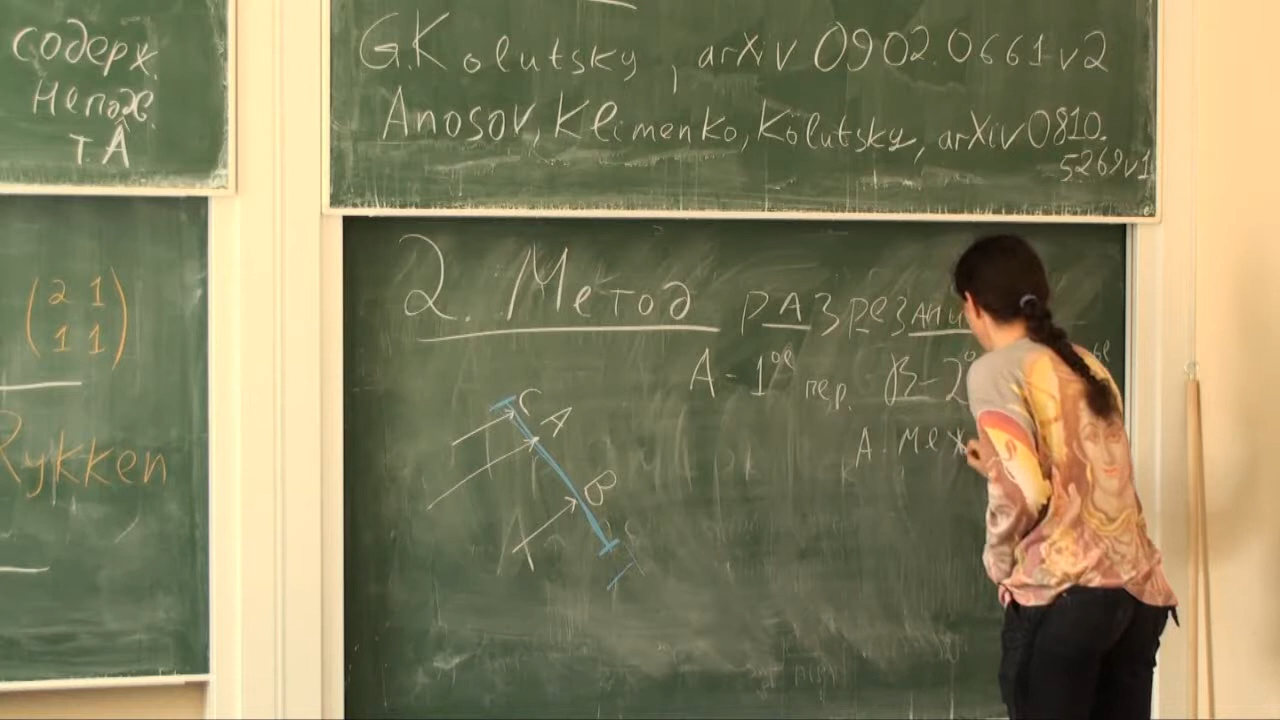 содерж.
непож.
т. Â
(2 1
1 1)
Rykken
G.Kolutsky, arXiv 0902.0661v2
Anosov, Klimenko, Kolutsky, arXiv 0810.
5269v1
2. Метод разрезани
A - 1ое пер. B - 2о
A. меж
C A
B